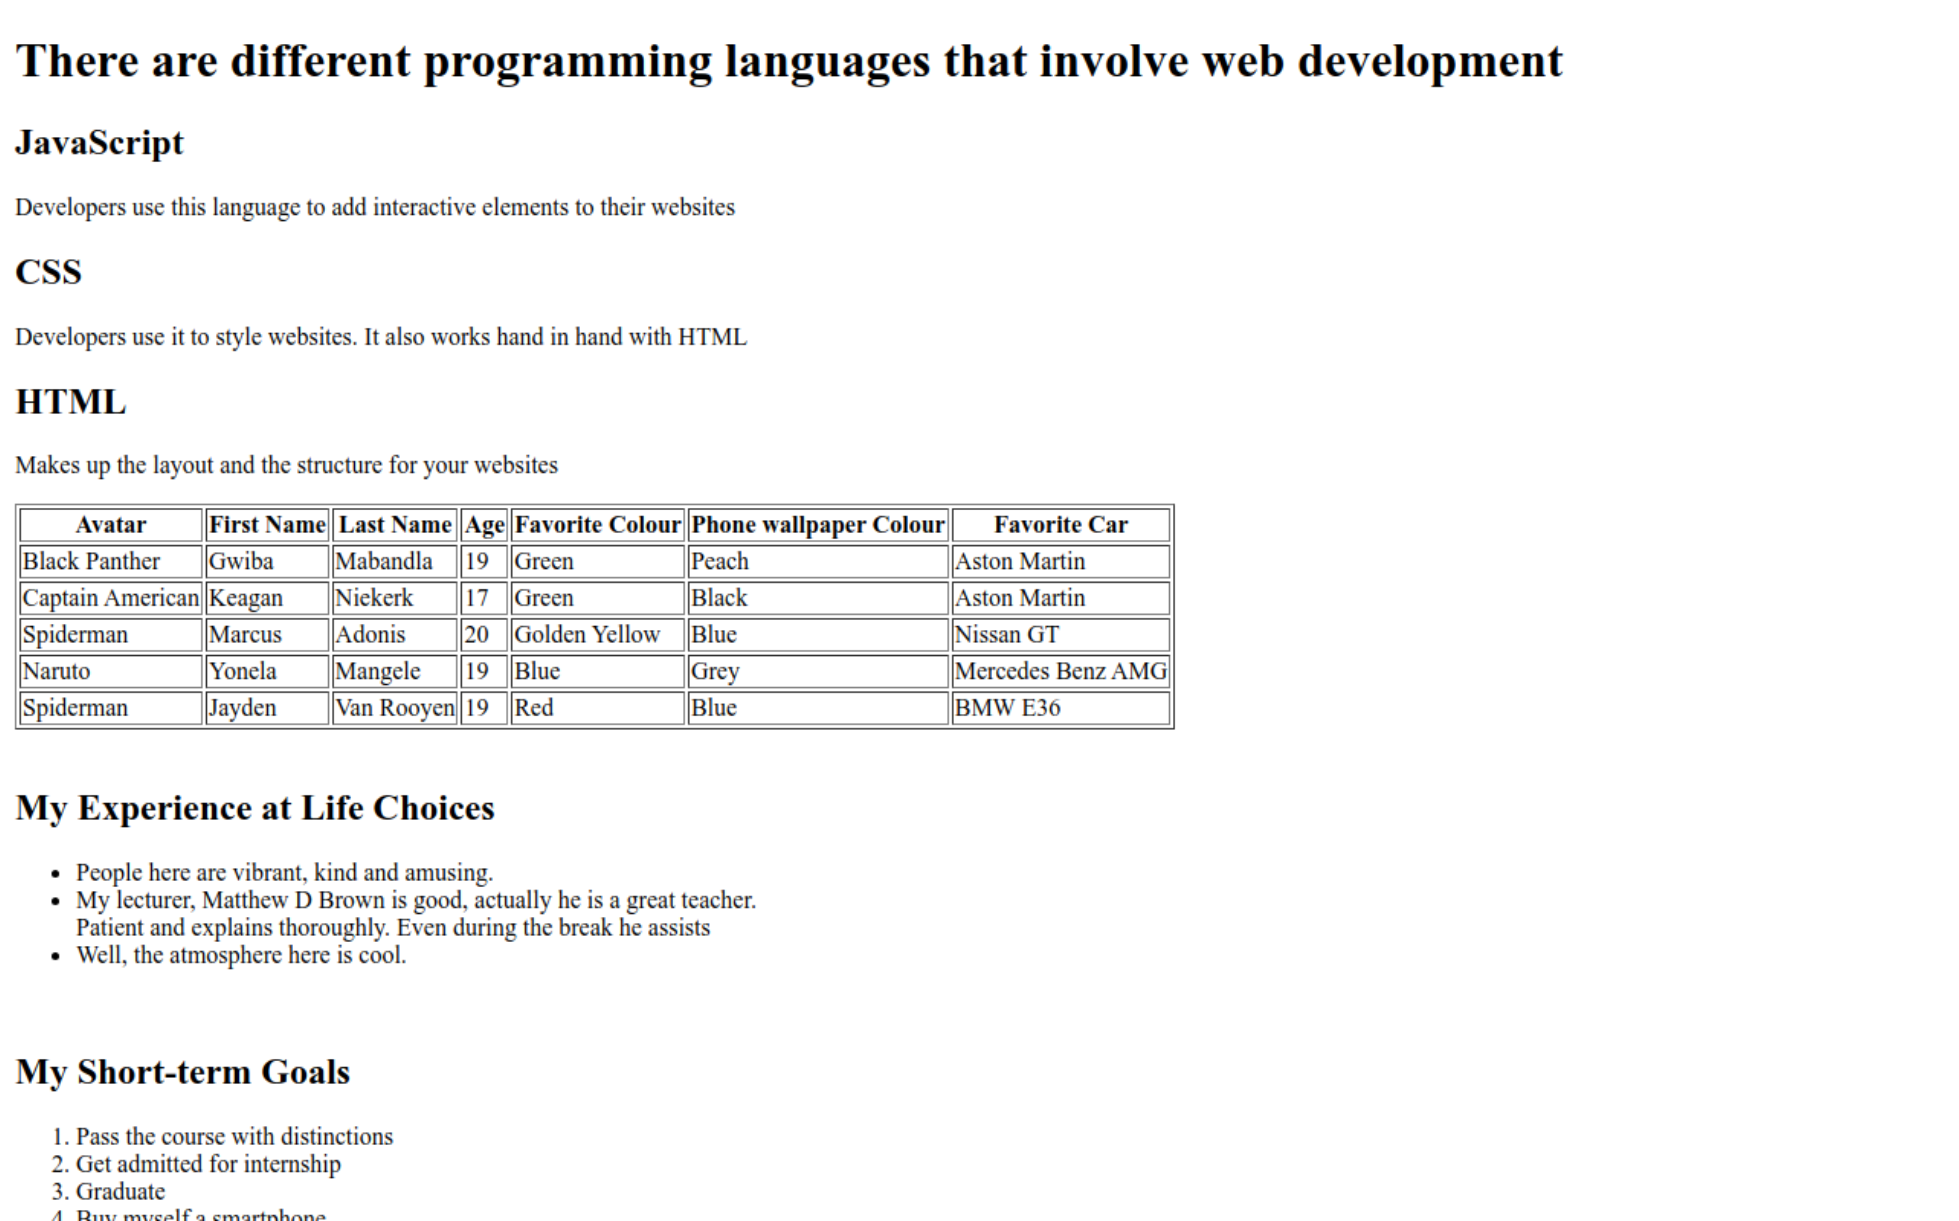 There are different programming languages that involve web development
JavaScript
Developers use this language to add interactive elements to their websites
CSS
Developers use it to style websites. It also works hand in hand with HTML
HTML
Makes up the layout and the structure for your websites
Avatar First Name Last Name Age Favorite Colour Phone wallpaper Colour Favorite Car
Black Panther Gwiba Mabandla 19 Green Peach Aston Martin
Captain American Keagan Niekerk 17 Green Black Aston Martin
Spiderman Marcus Adonis 20 Golden Yellow Blue Nissan GT
Naruto Yonela Mangele 19 Blue Grey Mercedes Benz AMG
Spiderman Jayden Van Rooyen 19 Red Blue BMW E36
My Experience at Life Choices
• People here are vibrant, kind and amusing.
• My lecturer, Matthew D Brown is good, actually he is a great teacher.
Patient and explains thoroughly. Even during the break he assists
• Well, the atmosphere here is cool.
My Short-term Goals
1. Pass the course with distinctions
2. Get admitted for internship
3. Graduate
4. Buy myself a smartphone